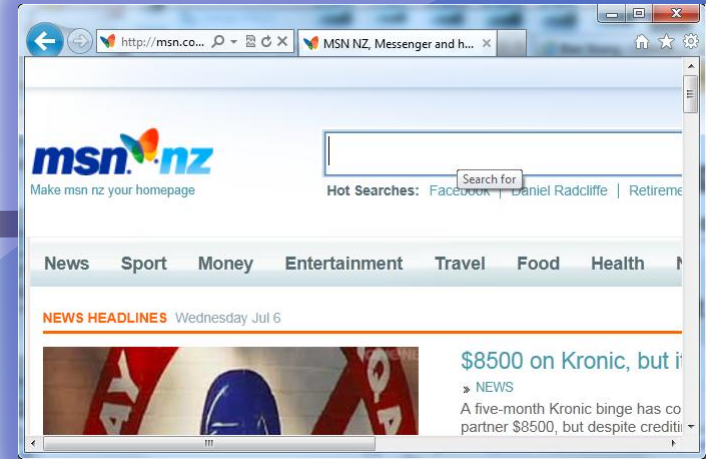 http://msn.co...
MSN NZ, Messenger and h...
msn nz
Make msn nz your homepage
Search for
Hot Searches: Facebook | Daniel Radcliffe | Retireme
News Sport Money Entertainment Travel Food Health
NEWS HEADLINES Wednesday Jul 6
$8500 on Kronic, but i
» NEWS
A five-month Kronic binge has co
partner $8500, but despite crediti